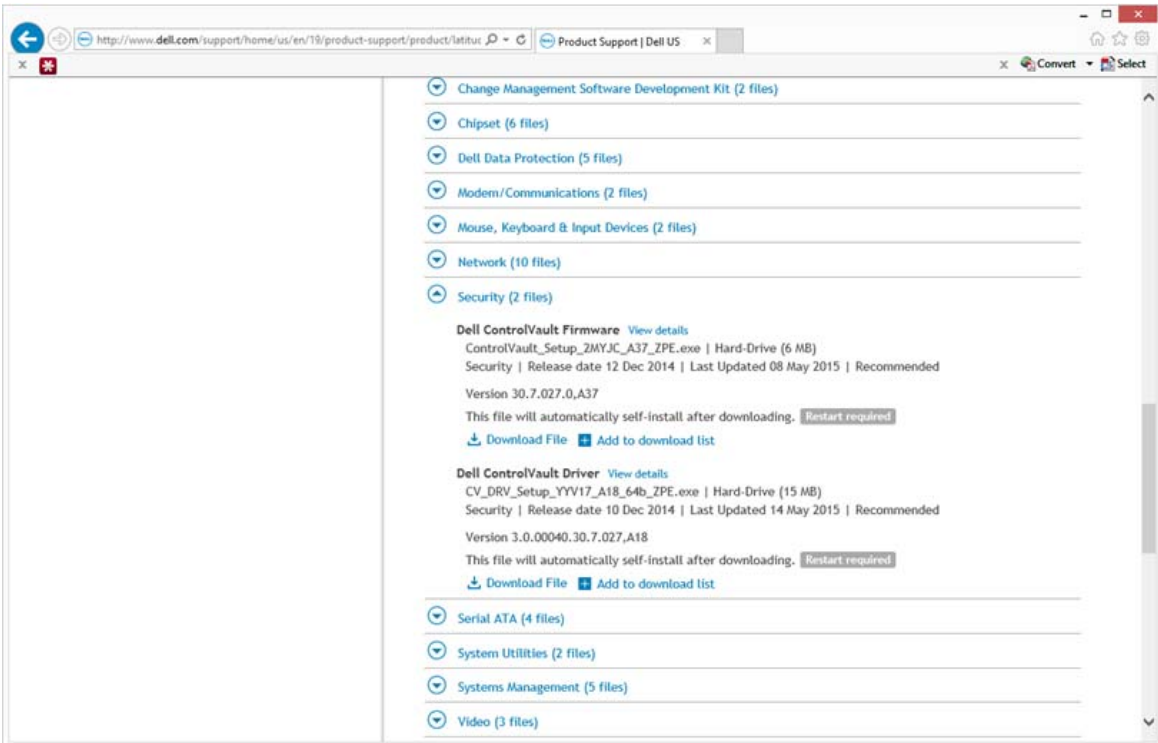 http://www.dell.com/support/home/us/en/19/product-support/product/latituc
Product Support | Dell US
Convert
Select
Change Management Software Development Kit (2 files)
Chipset (6 files)
Dell Data Protection (5 files)
Modem/Communications (2 files)
Mouse, Keyboard & Input Devices (2 files)
Network (10 files)
Security (2 files)
Dell ControlVault Firmware View details
ControlVault_Setup_2MYJC_A37_ZPE.exe | Hard-Drive (6 MB)
Security | Release date 12 Dec 2014 | Last Updated 08 May 2015 | Recommended
Version 30.7.027.0,A37
This file will automatically self-install after downloading. Restart required
Download File Add to download list
Dell ControlVault Driver View details
CV_DRV_Setup_YYV17_A18_64b_ZPE.exe | Hard-Drive (15 MB)
Security | Release date 10 Dec 2014 | Last Updated 14 May 2015 | Recommended
Version 3.0.00040.30.7.027,A18
This file will automatically self-install after downloading. Restart required
Download File Add to download list
Serial ATA (4 files)
System Utilities (2 files)
Systems Management (5 files)
Video (3 files)